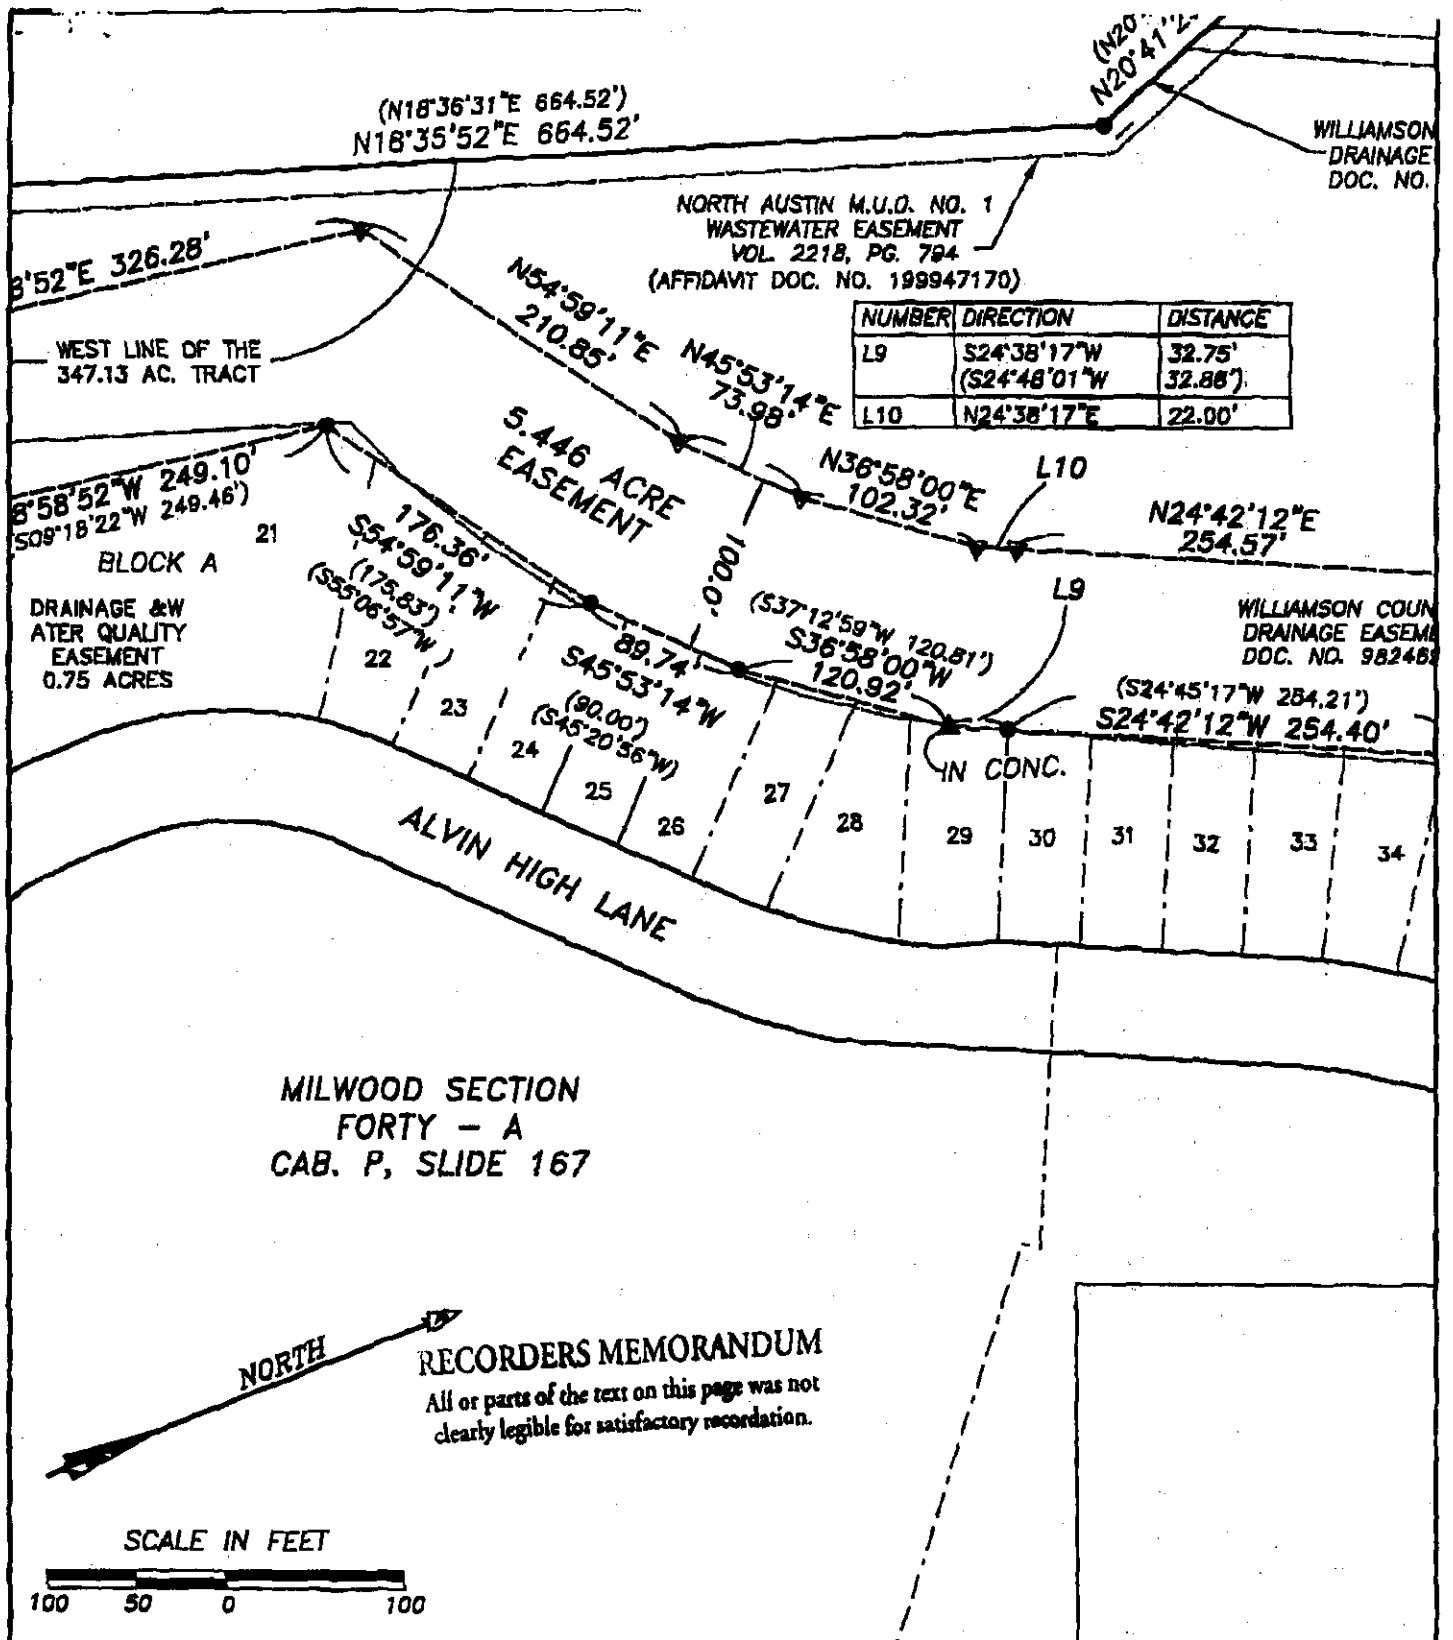 (N20°
N20°41'2
(N18°36'31"E 664.52')
N18°35'52"E 664.52'
WILLIAMSON
DRAINAGE
DOC. NO.
NORTH AUSTIN M.U.D. NO. 1
WASTEWATER EASEMENT
VOL. 2218, PG. 794
(AFFIDAVIT DOC. NO. 199947170)
8'52"E 326.28'
WEST LINE OF THE
347.13 AC. TRACT
N54°59'11"E
210.85'
N45°53'14"E
73.98'
NUMBER DIRECTION DISTANCE
L9 S24°38'17"W 32.75'
(S24°48'01"W 32.86')
L10 N24°38'17"E 22.00'
5.446 ACRE
EASEMENT
N36°58'00"E
102.32'
L10
N24°42'12"E
254.57'
8°58'52"W 249.10'
S09°18'22"W 249.46')
21
BLOCK A
DRAINAGE &W
ATER QUALITY
EASEMENT
0.75 ACRES
176.36'
S54°59'11"W
(175.83')
(S55°06'57"W)
100.0'
L9
(S37°12'59"W 120.81')
S36°58'00"W
120.92'
WILLIAMSON COUN
DRAINAGE EASEME
DOC. NO. 98246
89.74'
S45°53'14"W
(90.00')
(S45°20'56"W)
(S24°45'17"W 284.21')
S24°42'12"W 254.40'
IN CONC.
22
23
24
25
26
27
28
29
30
31
32
33
34
ALVIN HIGH LANE
MILWOOD SECTION
FORTY - A
CAB. P, SLIDE 167
NORTH
RECORDERS MEMORANDUM
All or parts of the text on this page was not
clearly legible for satisfactory recordation.
SCALE IN FEET
100 50 0 100